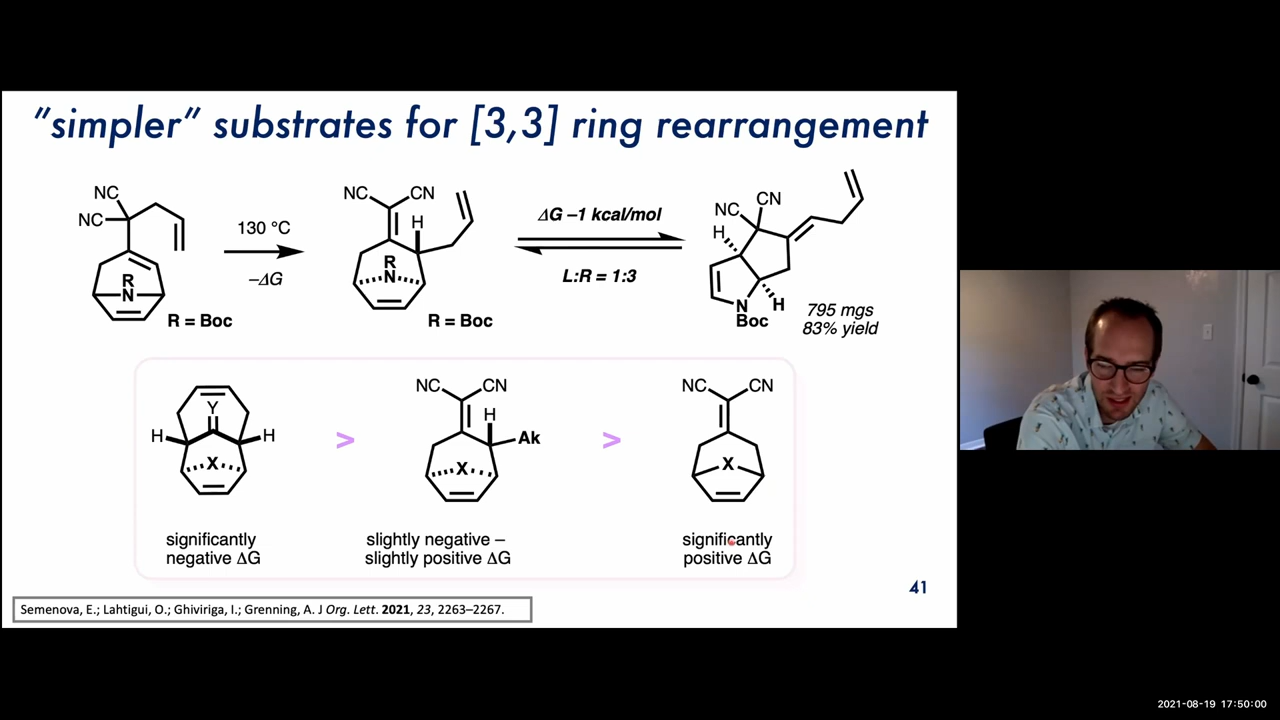 "simpler" substrates for [3,3] ring rearrangement
NC
NC
R
N
R = Boc
130 °C
–ΔG
NC
CN
H
R
N
R = Boc
ΔG –1 kcal/mol
L:R = 1:3
NC
CN
H
H
N
Boc
795 mgs
83% yield
Y
H
H
X
significantly
negative ΔG
>
NC
CN
H
Ak
X
slightly negative –
slightly positive ΔG
>
NC
CN
X
significantly
positive ΔG
41
Semenova, E.; Lahtigui, O.; Ghiviriga, I.; Grenning, A. J Org. Lett. 2021, 23, 2263–2267.
2021-08-19 17:50:00